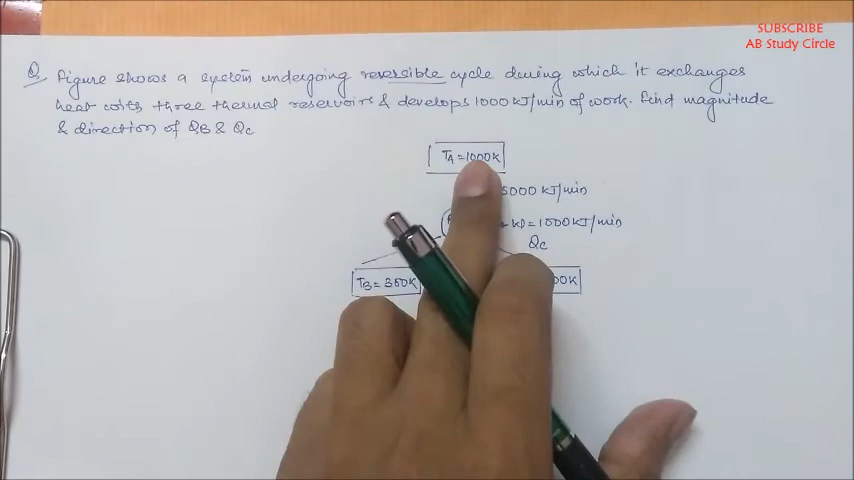 SUBSCRIBE
AB Study Circle
Q Figure shows a system undergoing reversible cycle during which it exchanges
heat with three thermal reservoirs & develops 1000 KJ/min of work. Find magnitude
& direction of QB & QC
TA = 1000K
5000 KJ/min
= 1000KJ/min
QC
TB = 300K
00K